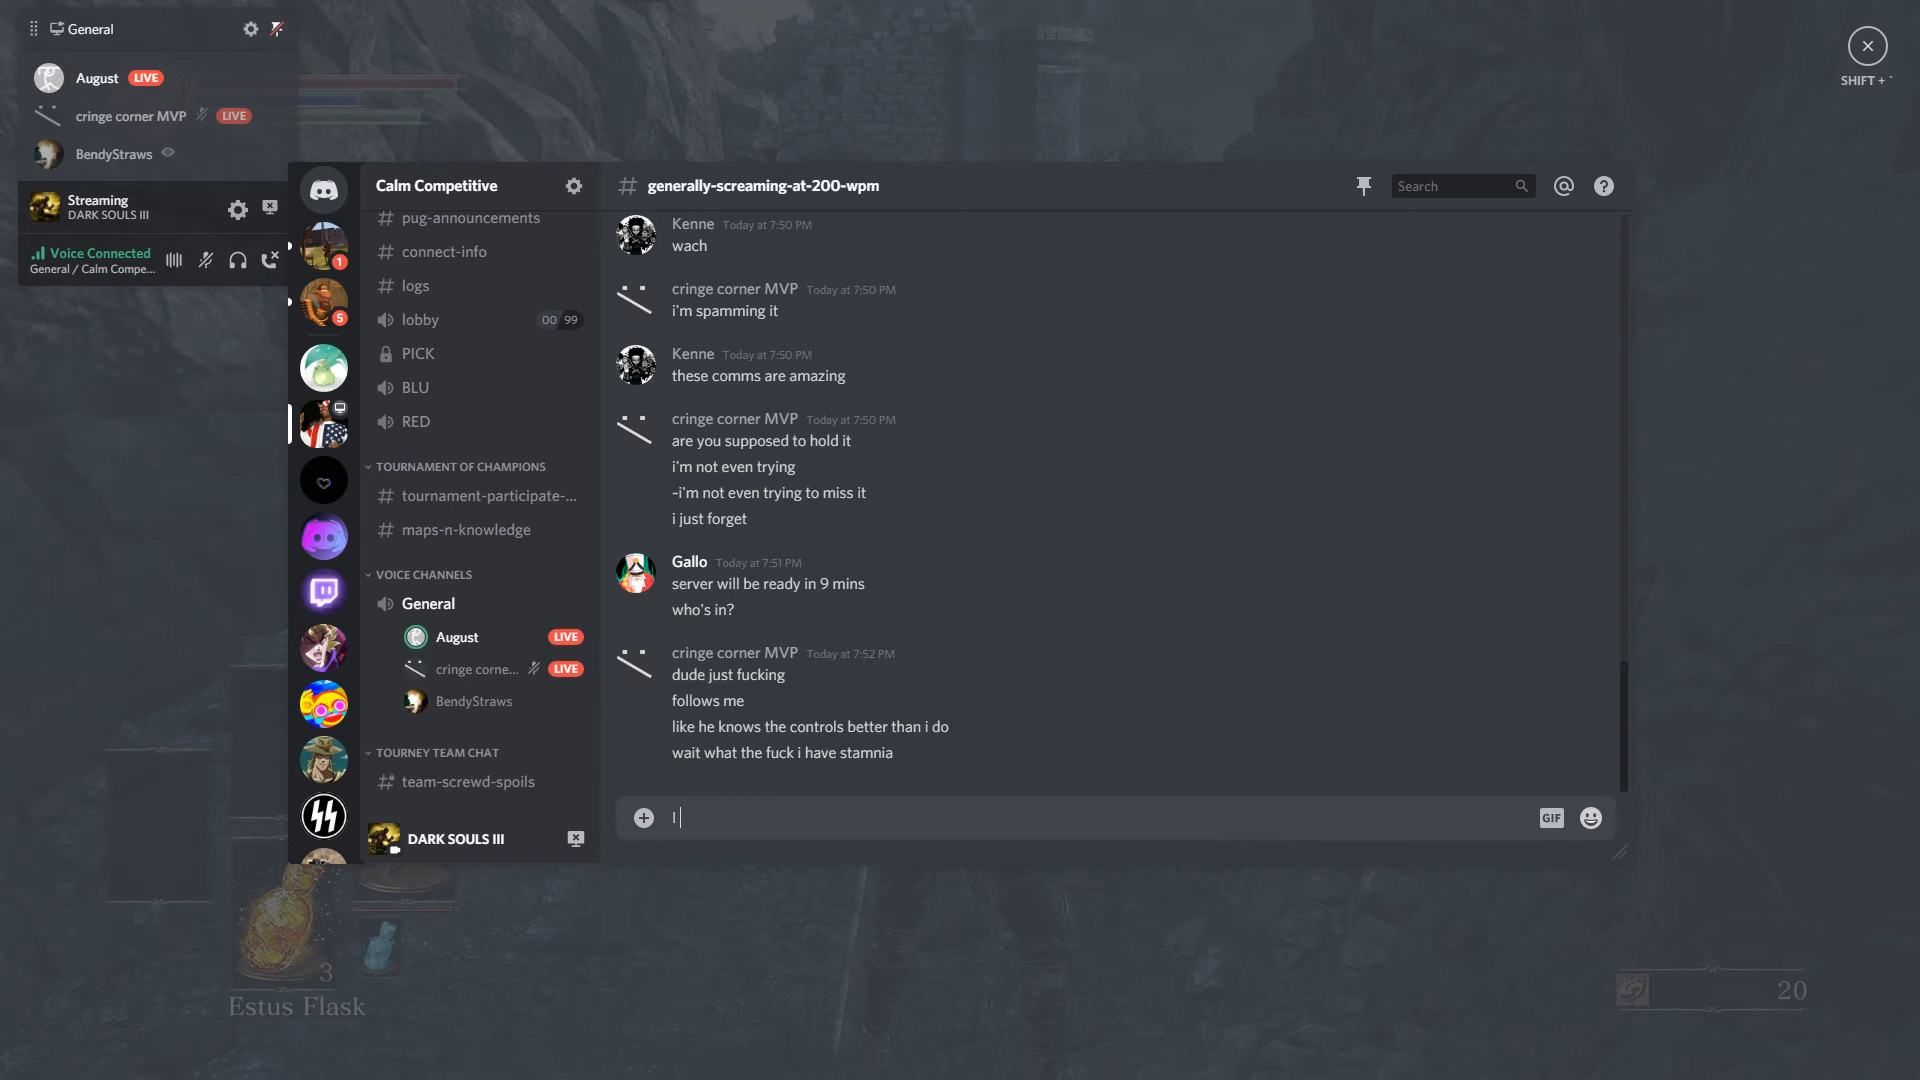 General
August LIVE
cringe corner MVP LIVE
BendyStraws
Streaming
DARK SOULS III
Voice Connected
General / Calm Compe...
SHIFT + `
1
5
Calm Competitive
pug-announcements
connect-info
logs
lobby 00 99
PICK
BLU
RED
TOURNAMENT OF CHAMPIONS
tournament-participate-...
maps-n-knowledge
VOICE CHANNELS
General
August LIVE
cringe corne... LIVE
BendyStraws
TOURNEY TEAM CHAT
team-screwd-spoils
DARK SOULS III
# generally-screaming-at-200-wpm
Search
Kenne Today at 7:50 PM
wach
cringe corner MVP Today at 7:50 PM
i'm spamming it
Kenne Today at 7:50 PM
these comms are amazing
cringe corner MVP Today at 7:50 PM
are you supposed to hold it
i'm not even trying
~i'm not even trying to miss it
i just forget
Gallo Today at 7:51 PM
server will be ready in 9 mins
who's in?
cringe corner MVP Today at 7:52 PM
dude just fucking
follows me
like he knows the controls better than i do
wait what the fuck i have stamnia
I
GIF
3
Estus Flask
20